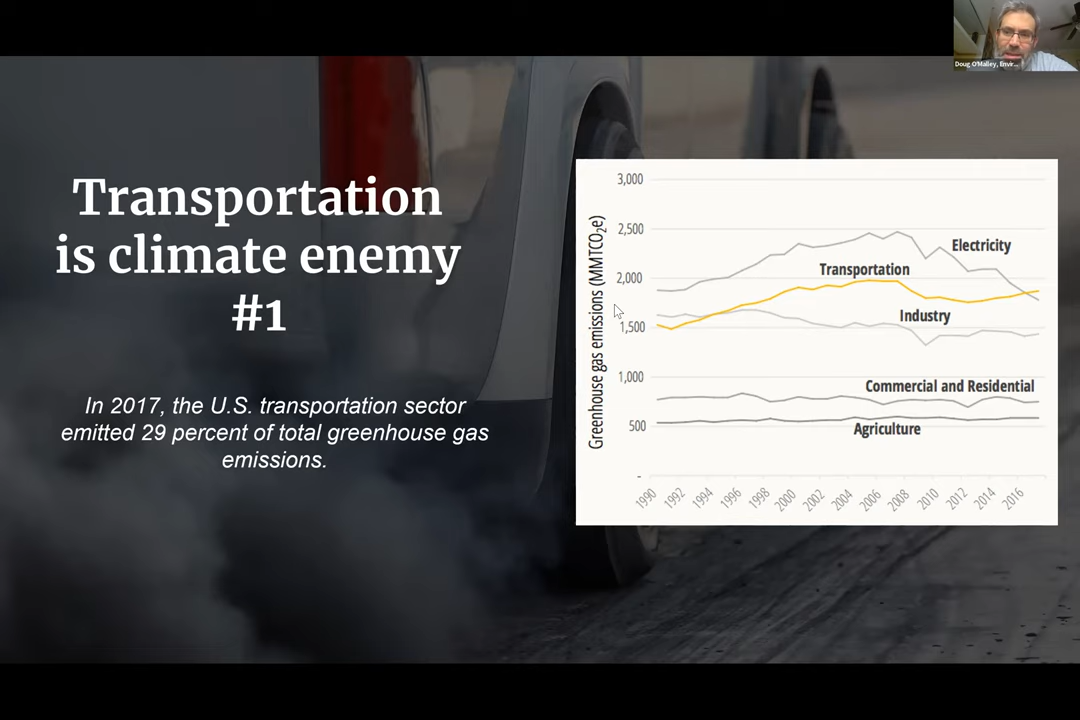 Doug O'Malley, Envir...
Transportation
is climate enemy
#1
In 2017, the U.S. transportation sector
emitted 29 percent of total greenhouse gas
emissions.
Greenhouse gas emissions (MMTCO₂e)
3,000
2,500
2,000
1,500
1,000
500
-
Electricity
Transportation
Industry
Commercial and Residential
Agriculture
1990 1992 1994 1996 1998 2000 2002 2004 2006 2008 2010 2012 2014 2016